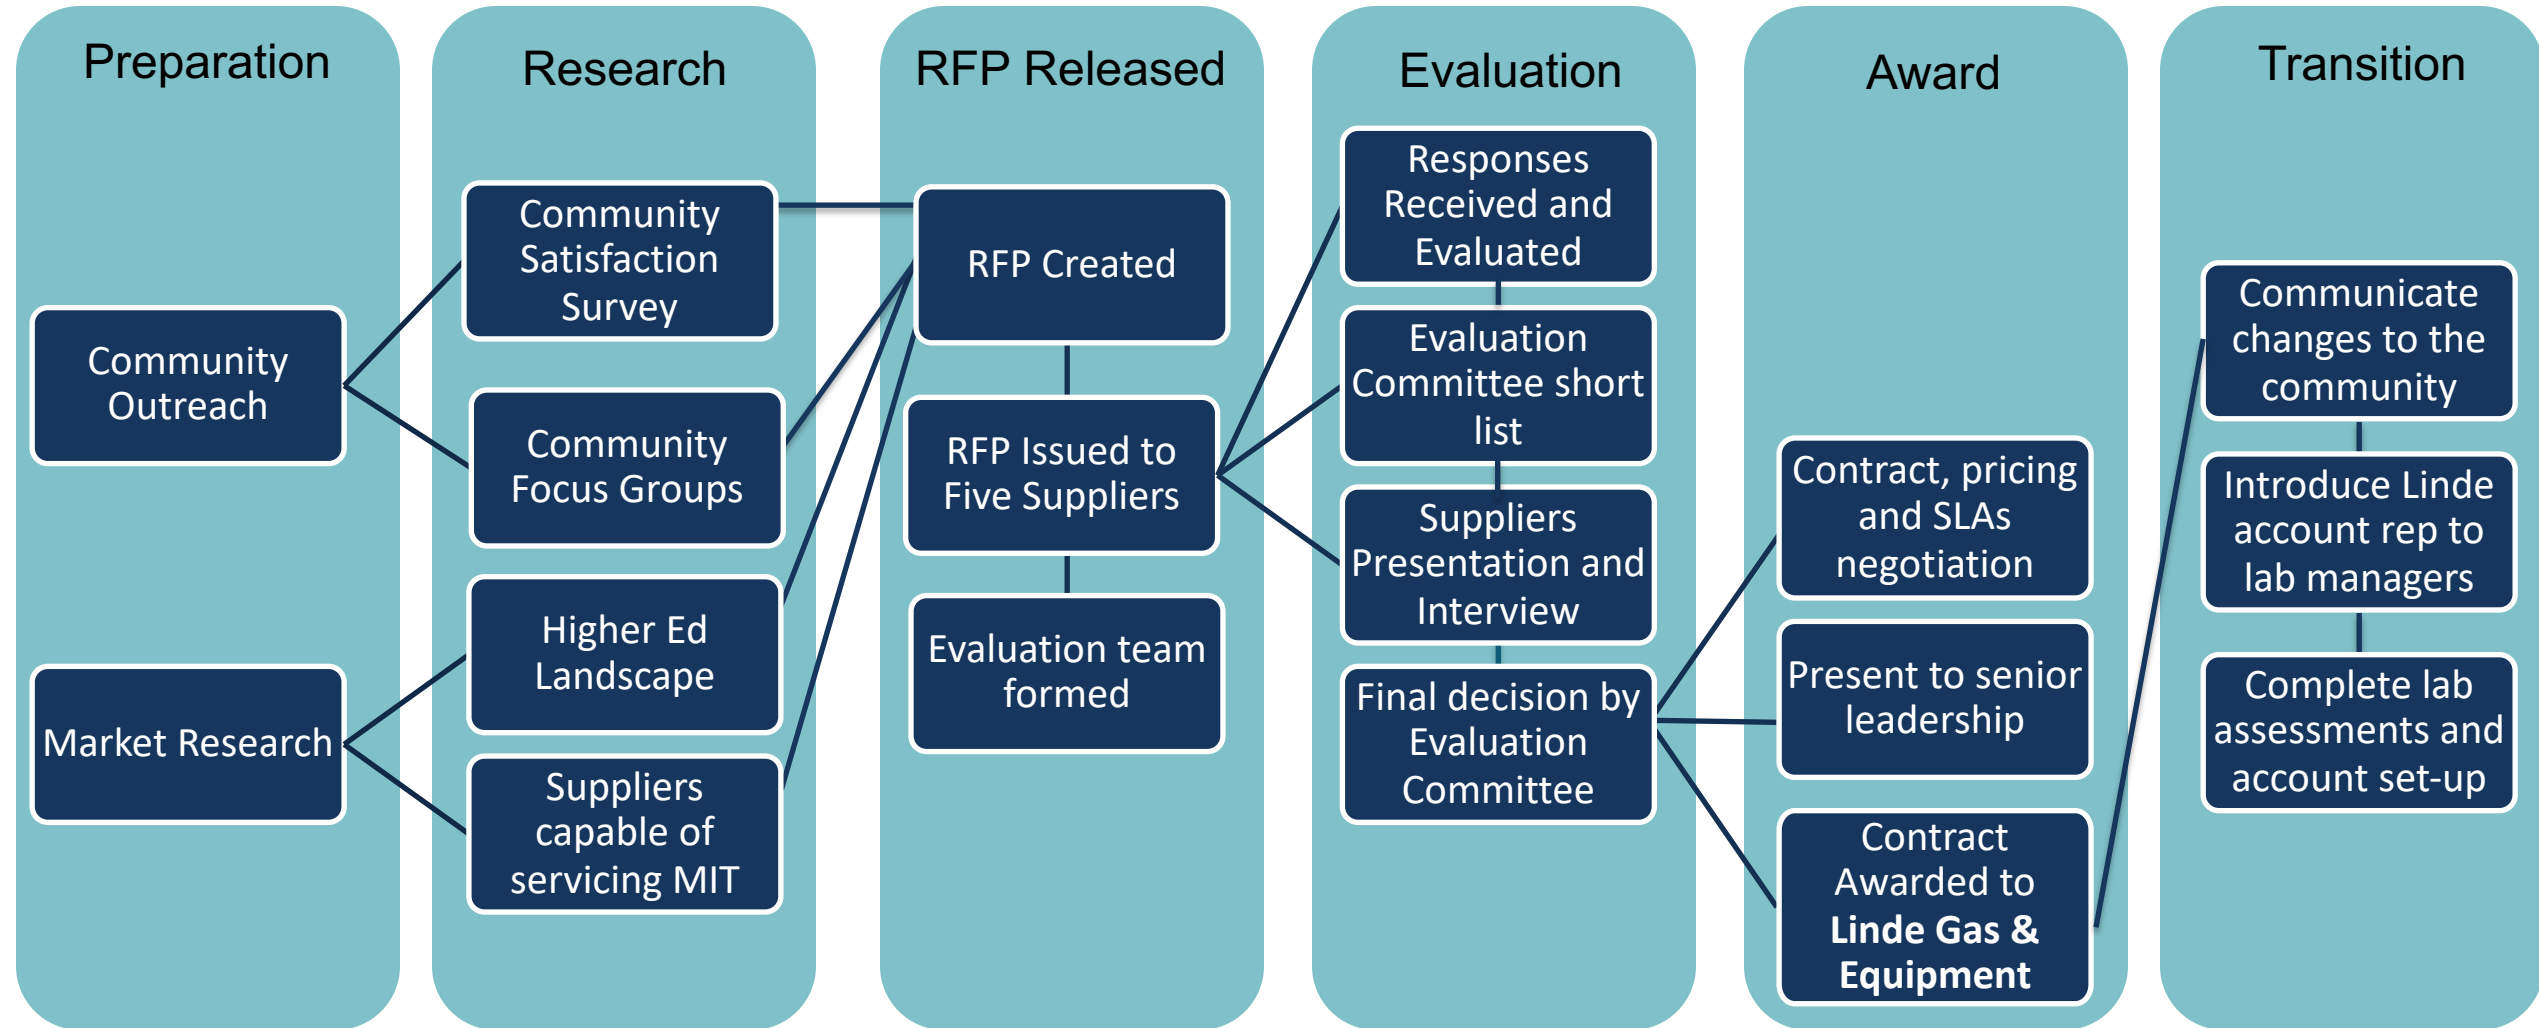 Preparation
Community
Outreach
Market Research
Research
Community
Satisfaction
Survey
Community
Focus Groups
Higher Ed
Landscape
Suppliers
capable of
servicing MIT
RFP Released
RFP Created
RFP Issued to
Five Suppliers
Evaluation team
formed
Evaluation
Responses
Received and
Evaluated
Evaluation
Committee short
list
Suppliers
Presentation and
Interview
Final decision by
Evaluation
Committee
Award
Contract, pricing
and SLAs
negotiation
Present to senior
leadership
Contract
Awarded to
Linde Gas &
Equipment
Transition
Communicate
changes to the
community
Introduce Linde
account rep to
lab managers
Complete lab
assessments and
account set-up